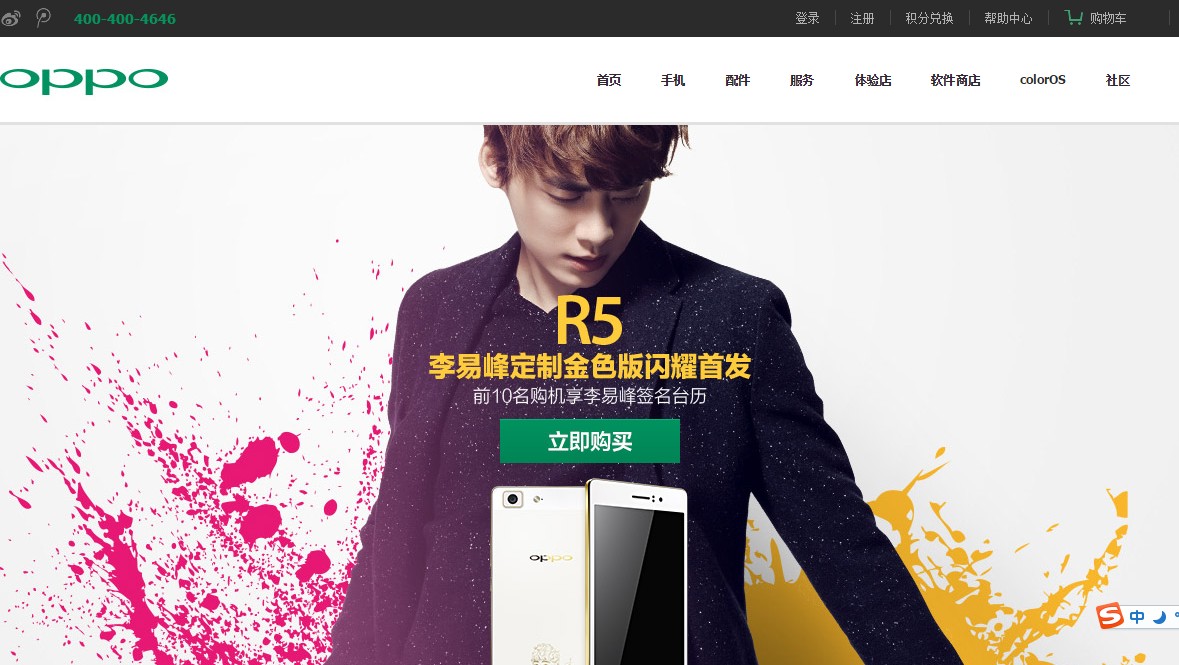 400-400-4646 登录 注册 积分兑换 帮助中心 购物车
oppo 首页 手机 配件 服务 体验店 软件商店 colorOS 社区
R5
李易峰定制金色版闪耀首发
前10名购机享李易峰签名台历
立即购买
oppo
S 中